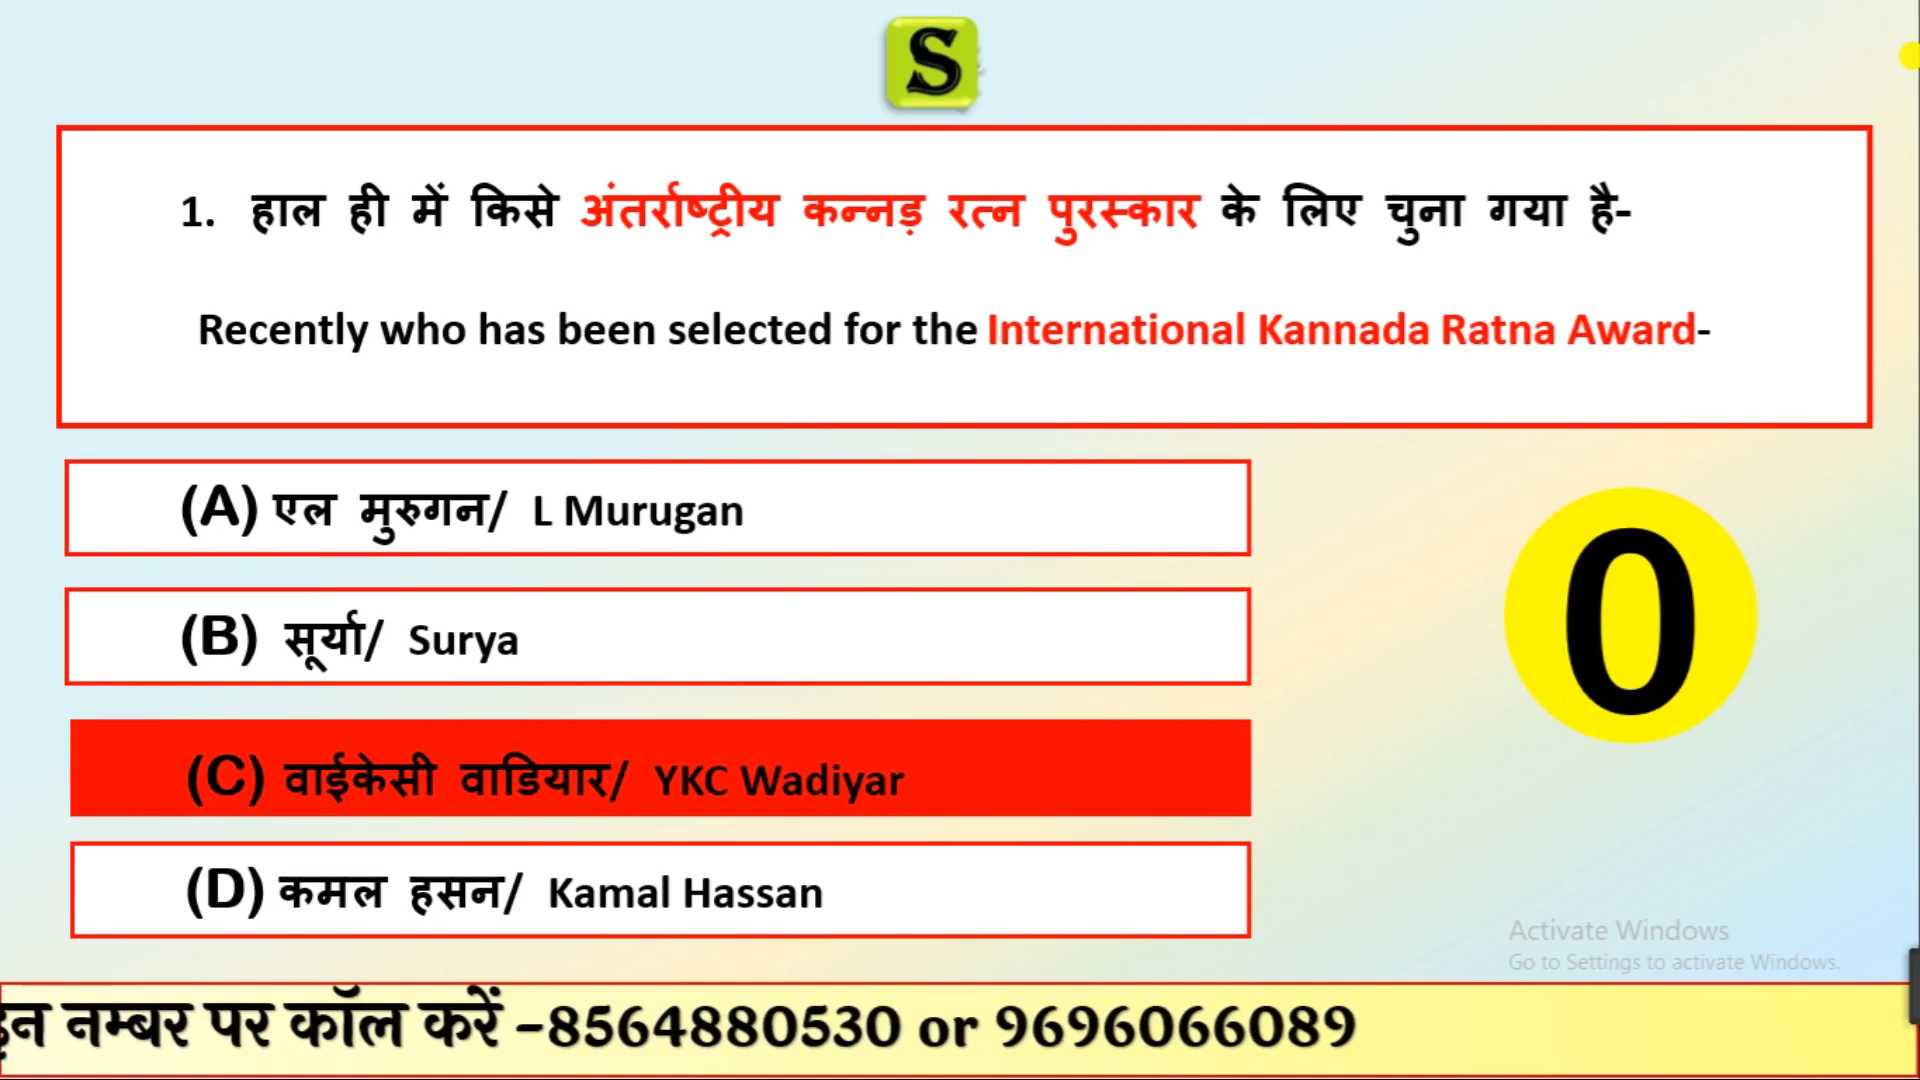 S
1. हाल ही में किसे अंतर्राष्ट्रीय कन्नड़ रत्न पुरस्कार के लिए चुना गया है-
Recently who has been selected for the International Kannada Ratna Award-
(A) एल मुरुगन/ L Murugan
(B) सूर्या/ Surya
0
(C) वाईकेसी वाडियार/ YKC Wadiyar
(D) कमल हसन/ Kamal Hassan
Activate Windows
Go to Settings to activate Windows.
नम्बर पर कॉल करें –8564880530 or 9696066089